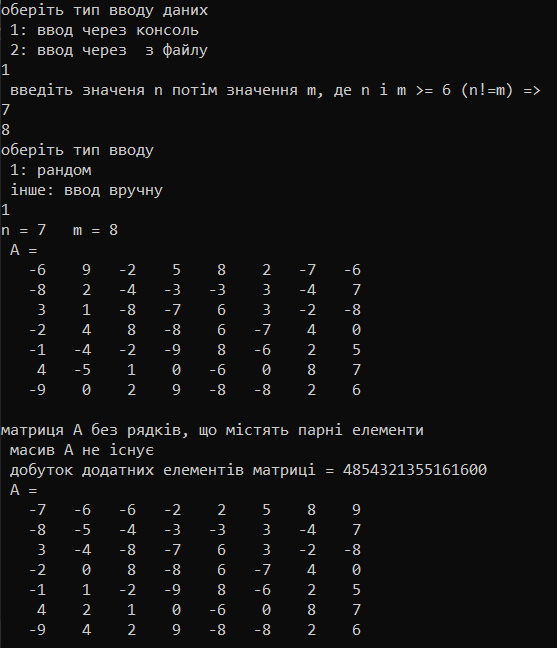 оберіть тип вводу даних
1: ввод через консоль
2: ввод через  з файлу
1
введіть значеня n потім значення m, де n і m >= 6 (n!=m) =>
7
8
оберіть тип вводу
1: рандом
інше: ввод вручну
1
n = 7   m = 8
A =
-6    9   -2    5    8    2   -7   -6
-8    2   -4   -3   -3    3   -4    7
3    1   -8   -7    6    3   -2   -8
-2    4    8   -8    6   -7    4    0
-1   -4   -2   -9    8   -6    2    5
4   -5    1    0   -6    0    8    7
-9    0    2    9   -8   -8    2    6
матриця А без рядків, що містять парні елементи
масив А не існує
добуток додатних елементів матриці = 4854321355161600
A =
-7   -6   -6   -2    2    5    8    9
-8   -5   -4   -3   -3    3   -4    7
3   -4   -8   -7    6    3   -2   -8
-2    0    8   -8    6   -7    4    0
-1    1   -2   -9    8   -6    2    5
4    2    1    0   -6    0    8    7
-9    4    2    9   -8   -8    2    6